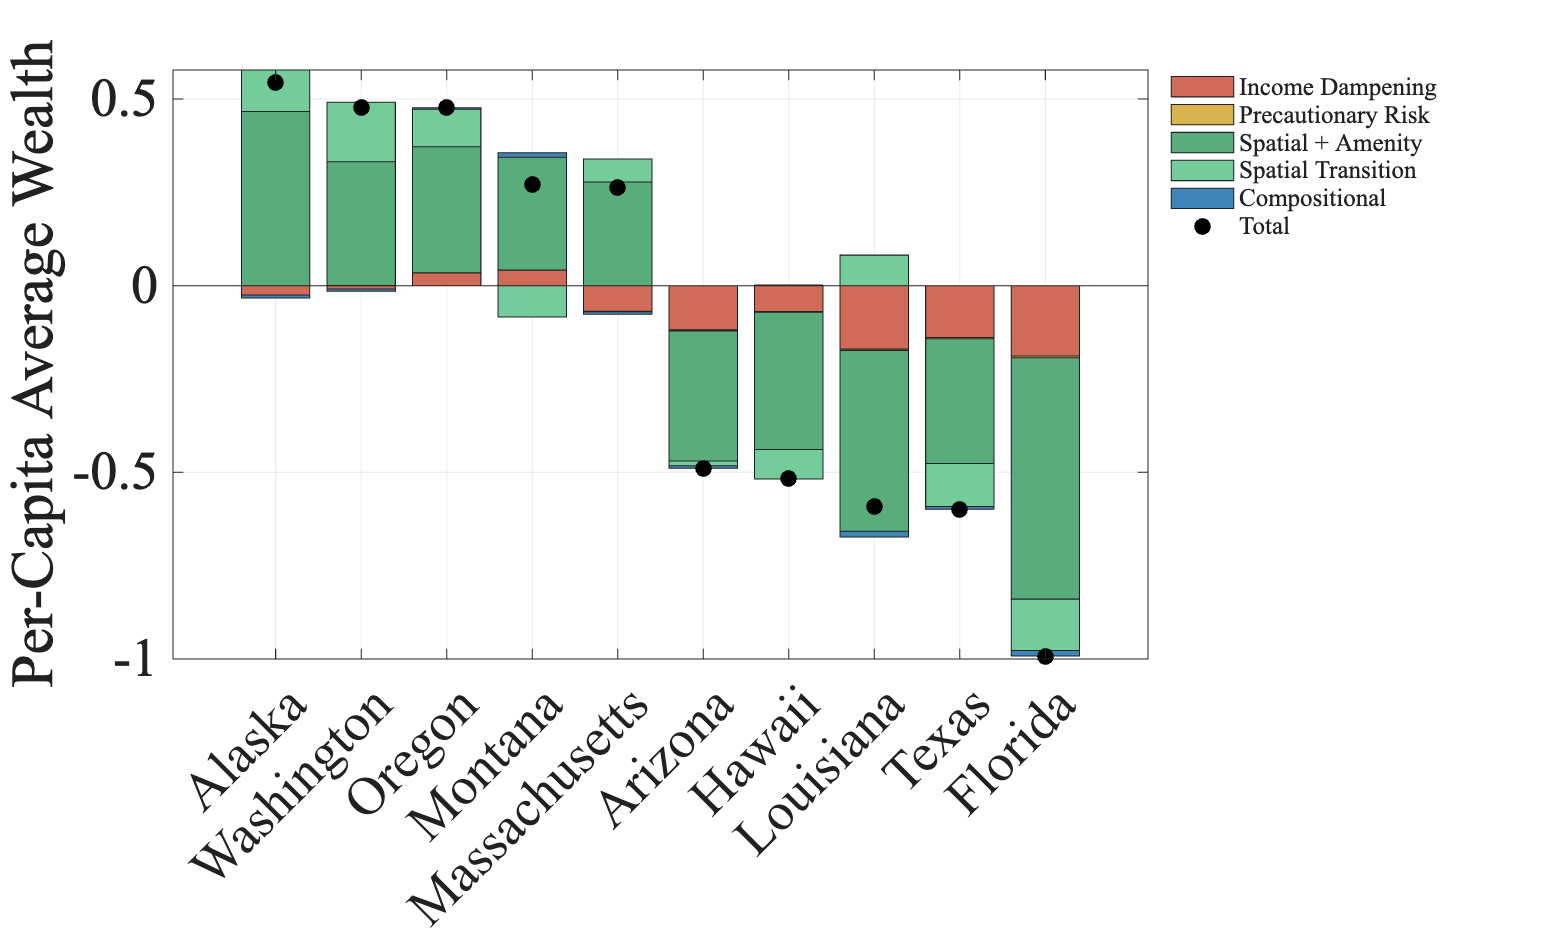 Per-Capita Average Wealth
0.5
0
-0.5
-1
Alaska
Washington
Oregon
Montana
Massachusetts
Arizona
Hawaii
Louisiana
Texas
Florida
Income Dampening
Precautionary Risk
Spatial + Amenity
Spatial Transition
Compositional
Total